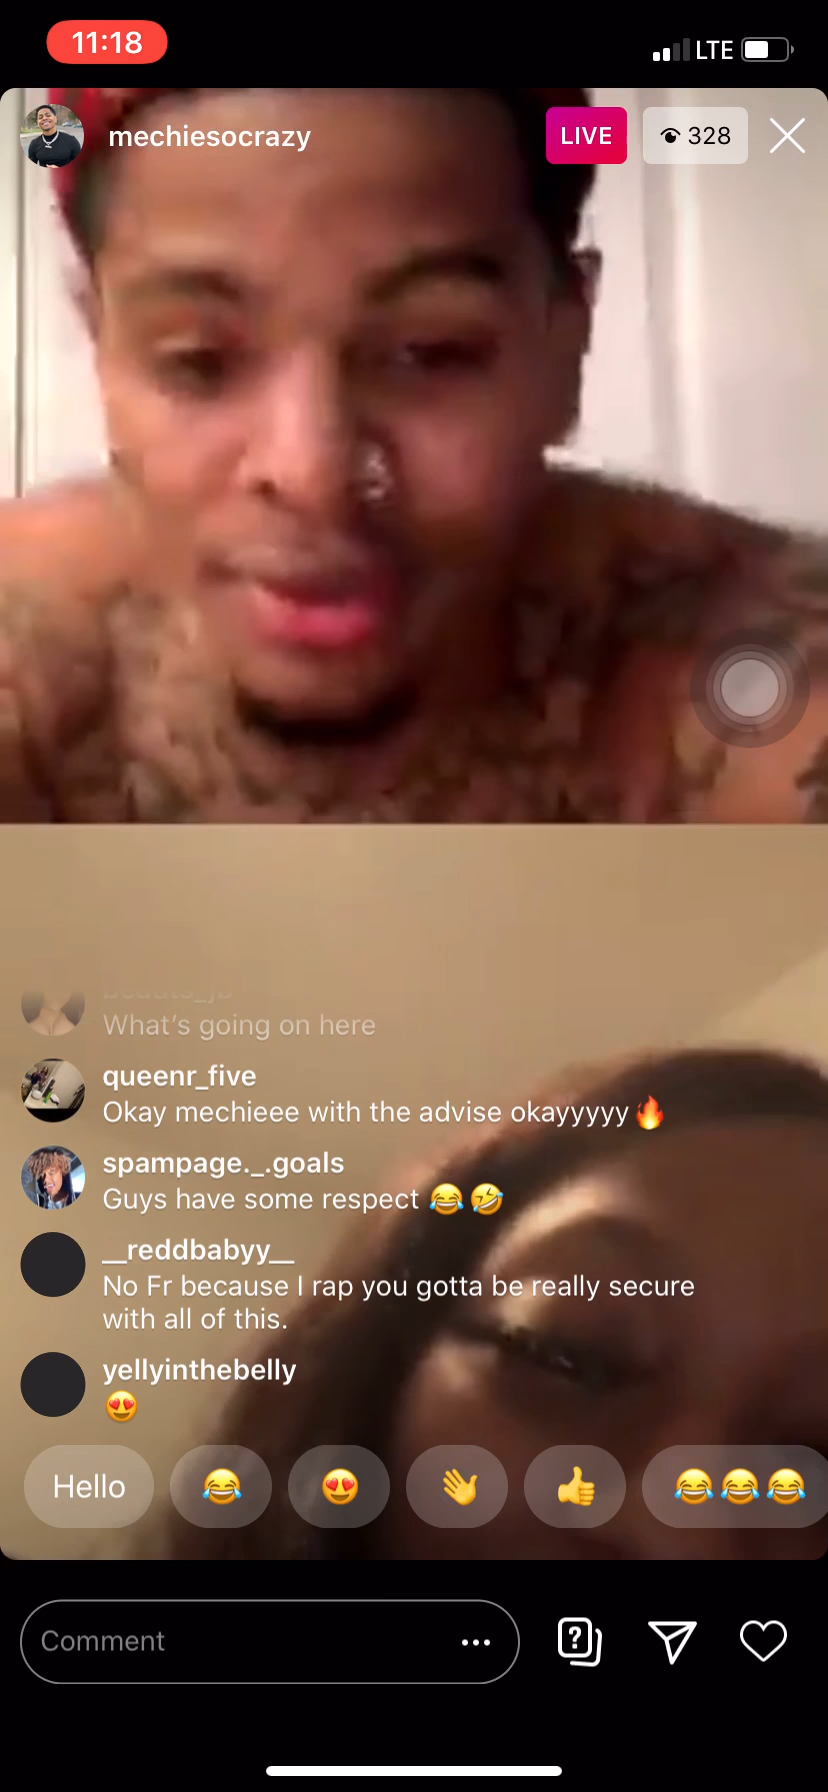 11:18
LTE
mechiesocrazy
LIVE
328
What's going on here
queenr_five
Okay mechieee with the advise okayyyyy🔥
spampage._.goals
Guys have some respect 😂🤣
__reddbabyy__
No Fr because I rap you gotta be really secure
with all of this.
yellyinthebelly
😍
Hello 😂 😍 👋 👍 😂😂😂
Comment